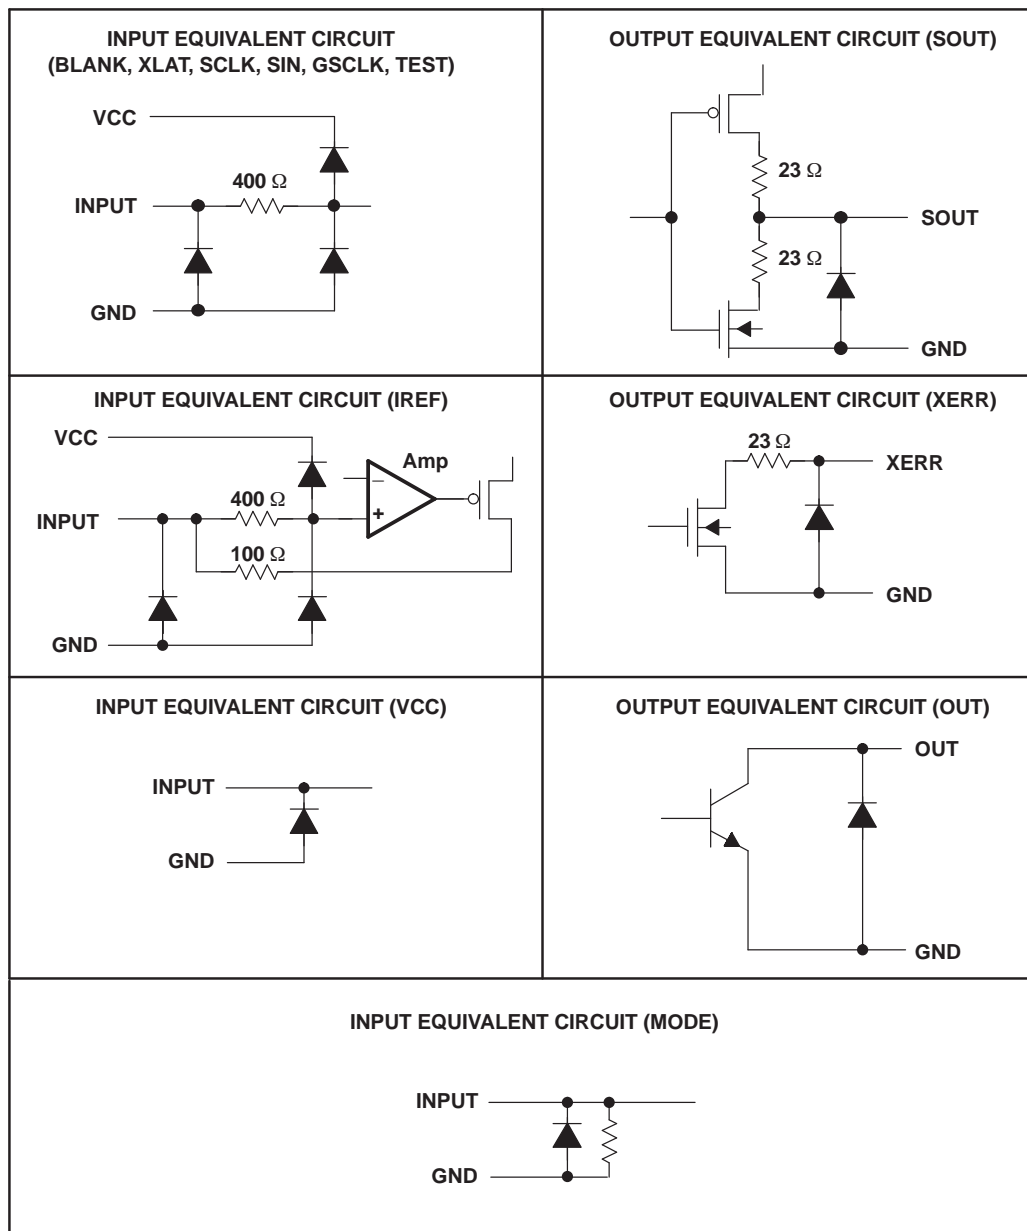 INPUT EQUIVALENT CIRCUIT
(BLANK, XLAT, SCLK, SIN, GSCLK, TEST)
VCC
400 Ω
INPUT
GND
OUTPUT EQUIVALENT CIRCUIT (SOUT)
23 Ω
SOUT
23 Ω
GND
INPUT EQUIVALENT CIRCUIT (IREF)
VCC
Amp
−
400 Ω
INPUT
+
100 Ω
GND
OUTPUT EQUIVALENT CIRCUIT (XERR)
23 Ω
XERR
GND
INPUT EQUIVALENT CIRCUIT (VCC)
INPUT
GND
OUTPUT EQUIVALENT CIRCUIT (OUT)
OUT
GND
INPUT EQUIVALENT CIRCUIT (MODE)
INPUT
GND